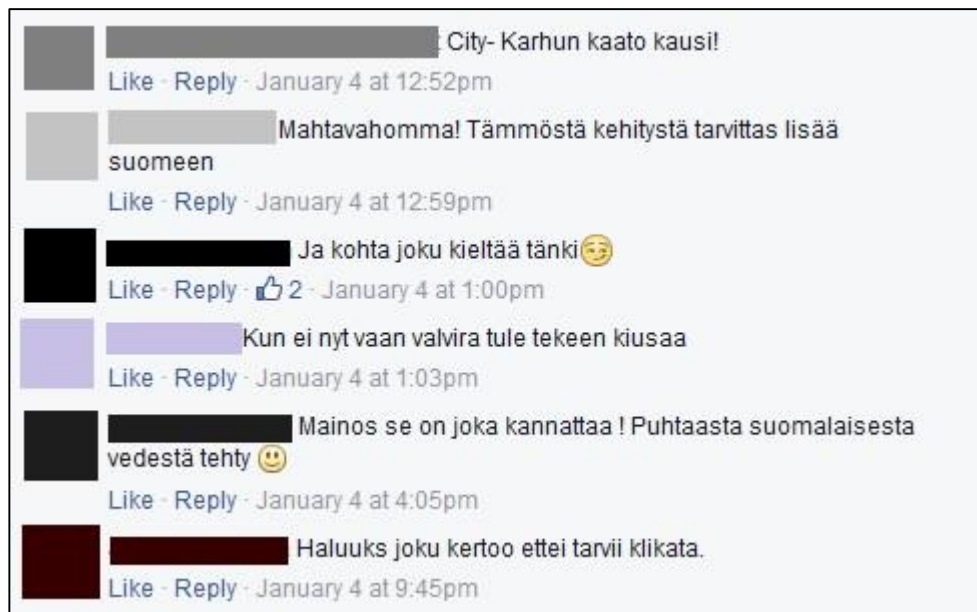 City- Karhun kaato kausi!
Like · Reply · January 4 at 12:52pm
Mahtavahomma! Tämmöstä kehitystä tarvittas lisää
suomeen
Like · Reply · January 4 at 12:59pm
Ja kohta joku kieltää tänki😏
Like · Reply · 👍 2 · January 4 at 1:00pm
Kun ei nyt vaan valvira tule tekeen kiusaa
Like · Reply · January 4 at 1:03pm
Mainos se on joka kannattaa ! Puhtaasta suomalaisesta
vedestä tehty 🙂
Like · Reply · January 4 at 4:05pm
Haluuks joku kertoo ettei tarvii klikata.
Like · Reply · January 4 at 9:45pm